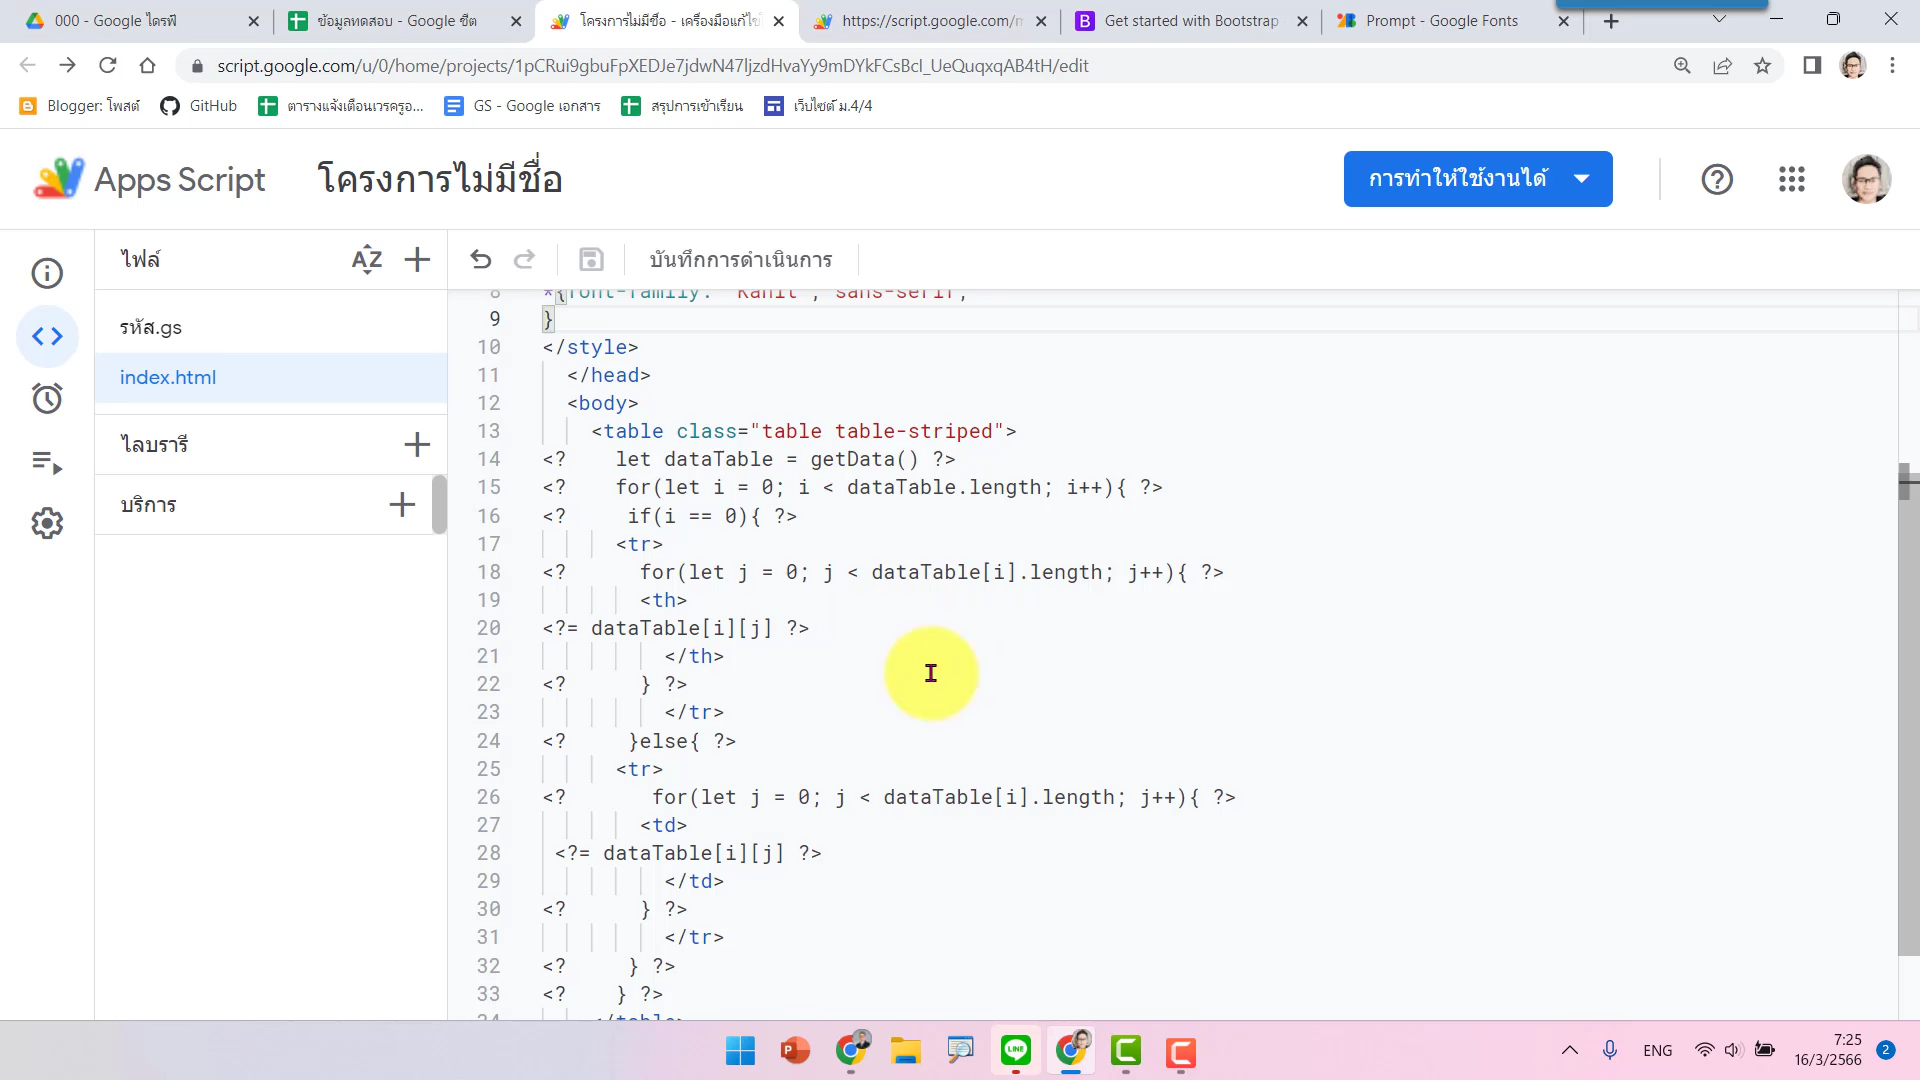 000 - Google ไดรฟ์
ข้อมูลทดสอบ - Google ชีต
โครงการไม่มีชื่อ - เครื่องมือแก้ไข
https://script.google.com/m
Get started with Bootstrap
Prompt - Google Fonts
script.google.com/u/0/home/projects/1pCRui9gbuFpXEDJe7jdwN47ljzdHvaYy9mDYkFCsBcI_UeQuqxqAB4tH/edit
Blogger: โพสต์
GitHub
ตารางแจ้งเตือนเวรครูอ...
GS - Google เอกสาร
สรุปการเข้าเรียน
เว็บไซต์ ม.4/4
Apps Script
โครงการไม่มีชื่อ
การทำให้ใช้งานได้
ไฟล์
AZ
บันทึกการดำเนินการ
รหัส.gs
index.html
ไลบรารี
บริการ
8 *{font-family: 'Kanit', sans-serif;
9 }
10 </style>
11 </head>
12 <body>
13 <table class="table table-striped">
14 <? let dataTable = getData() ?>
15 <? for(let i = 0; i < dataTable.length; i++){ ?>
16 <? if(i == 0){ ?>
17 <tr>
18 <? for(let j = 0; j < dataTable[i].length; j++){ ?>
19 <th>
20 <?= dataTable[i][j] ?>
21 </th>
22 <? } ?>
23 </tr>
24 <? }else{ ?>
25 <tr>
26 <? for(let j = 0; j < dataTable[i].length; j++){ ?>
27 <td>
28 <?= dataTable[i][j] ?>
29 </td>
30 <? } ?>
31 </tr>
32 <? } ?>
33 <? } ?>
34 </table>
LINE
ENG
7:25
16/3/2566
2